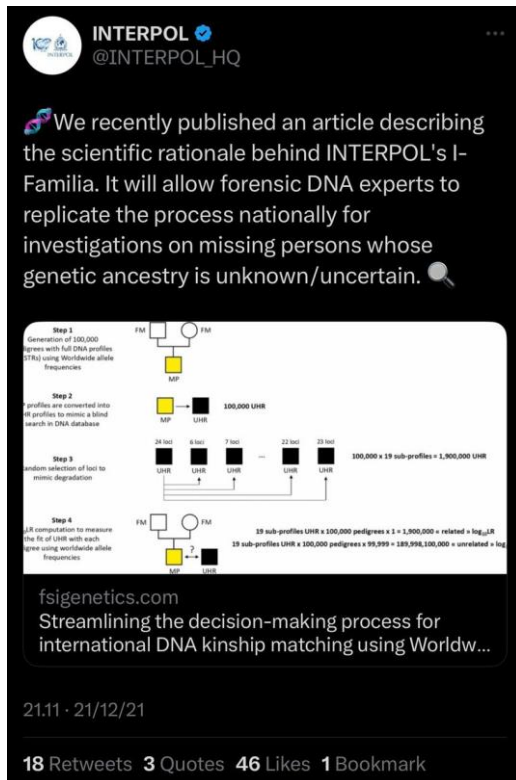 INTERPOL
@INTERPOL_HQ
🧬We recently published an article describing
the scientific rationale behind INTERPOL's I-
Familia. It will allow forensic DNA experts to
replicate the process nationally for
investigations on missing persons whose
genetic ancestry is unknown/uncertain. 🔍
Step 1
Generation of 100,000
digrees with full DNA profiles
STRs) using Worldwide allele
frequencies
FM FM
MP
Step 2
profiles are converted into
HR profiles to mimic a blind
search in DNA database
MP UHR
100,000 UHR
Step 3
andom selection of loci to
mimic degradation
24 loci 6 loci 7 loci ... 22 loci 23 loci
UHR UHR UHR UHR UHR
100,000 x 19 sub-profiles = 1,900,000 UHR
Step 4
LR computation to measure
the fit of UHR with each
igree using worldwide allele
frequencies
FM FM
?
MP UHR
19 sub-profiles UHR x 100,000 pedigrees x 1 = 1,900,000 = related > log₁₀LR
19 sub-profiles UHR x 100,000 pedigrees x 99,999 = 189,998,100,000 = unrelated > log
fsigenetics.com
Streamlining the decision-making process for
international DNA kinship matching using Worldw...
21.11 · 21/12/21
18 Retweets 3 Quotes 46 Likes 1 Bookmark